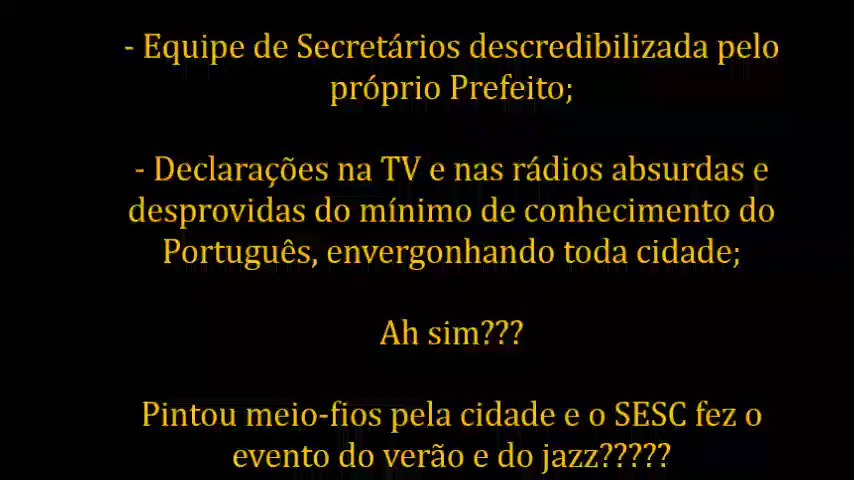 - Equipe de Secretários descredibilizada pelo
próprio Prefeito;
- Declarações na TV e nas rádios absurdas e
desprovidas do mínimo de conhecimento do
Português, envergonhando toda cidade;
Ah sim???
Pintou meio-fios pela cidade e o SESC fez o
evento do verão e do jazz?????